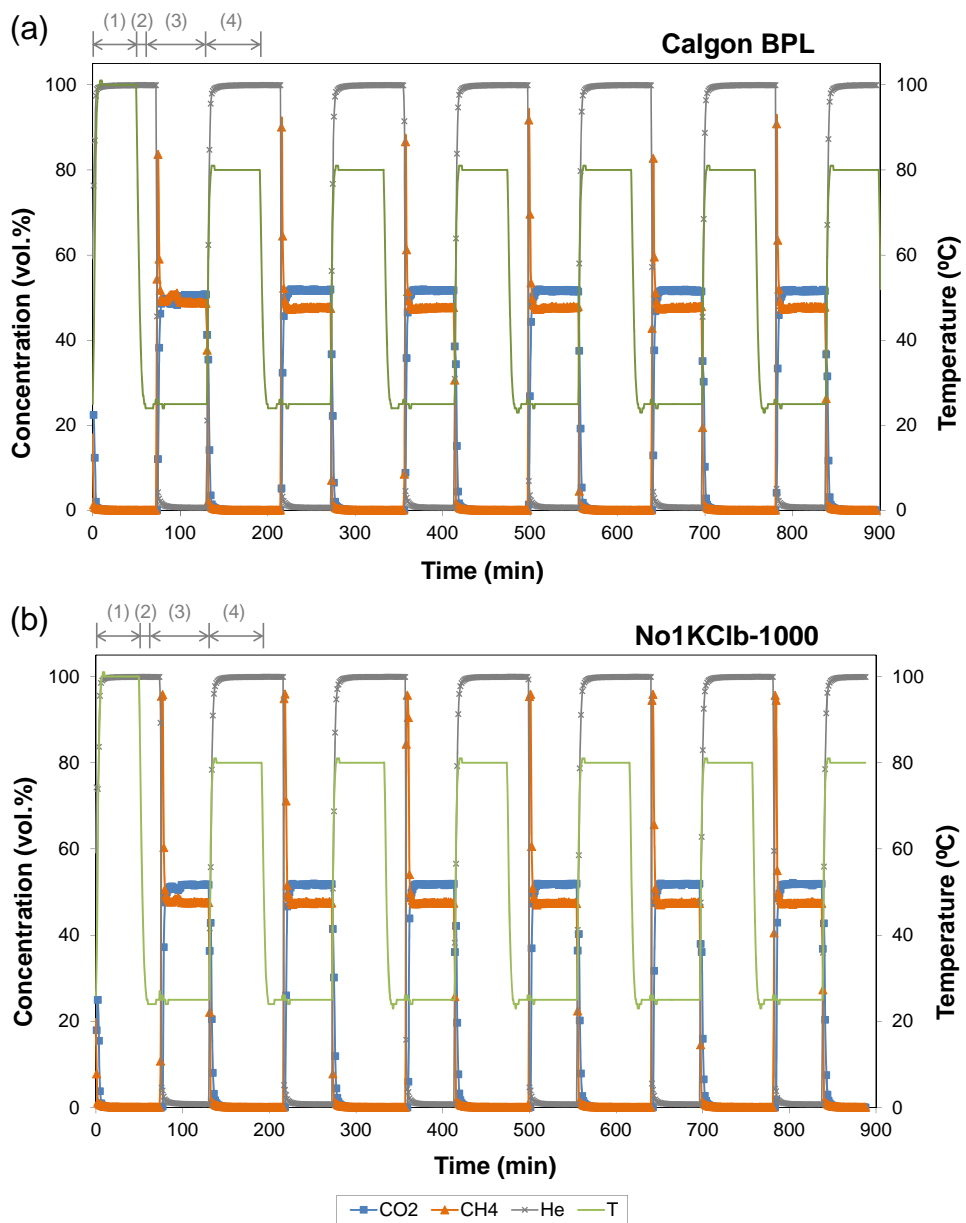 (a)
(1) (2) (3) (4)
Calgon BPL
100 100
80 80
60 60
40 40
20 20
0 0
0 100 200 300 400 500 600 700 800 900
Concentration (vol.%)
Temperature (ºC)
Time (min)
(b)
(1) (2) (3) (4)
No1KClb-1000
100 100
80 80
60 60
40 40
20 20
0 0
0 100 200 300 400 500 600 700 800 900
Concentration (vol.%)
Temperature (ºC)
Time (min)
CO2 CH4 He T